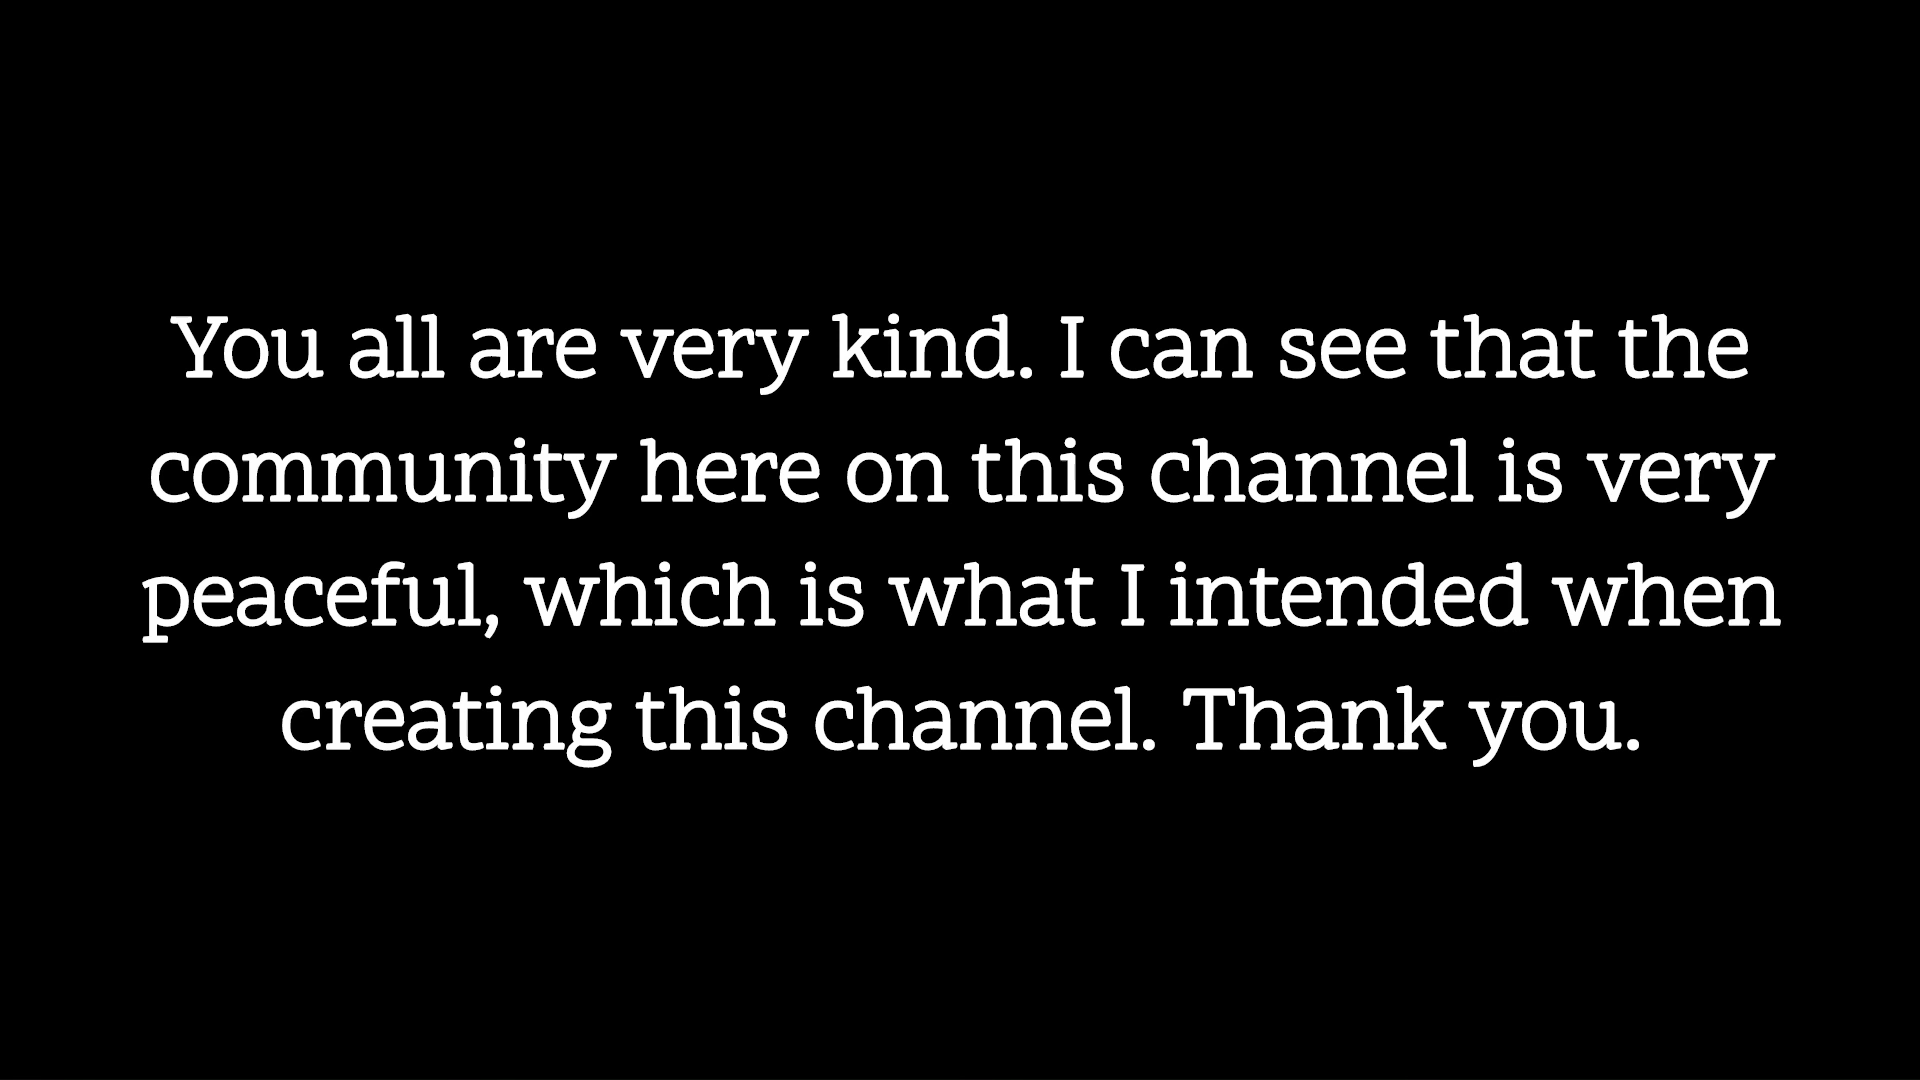 You all are very kind. I can see that the
community here on this channel is very
peaceful, which is what I intended when
creating this channel. Thank you.